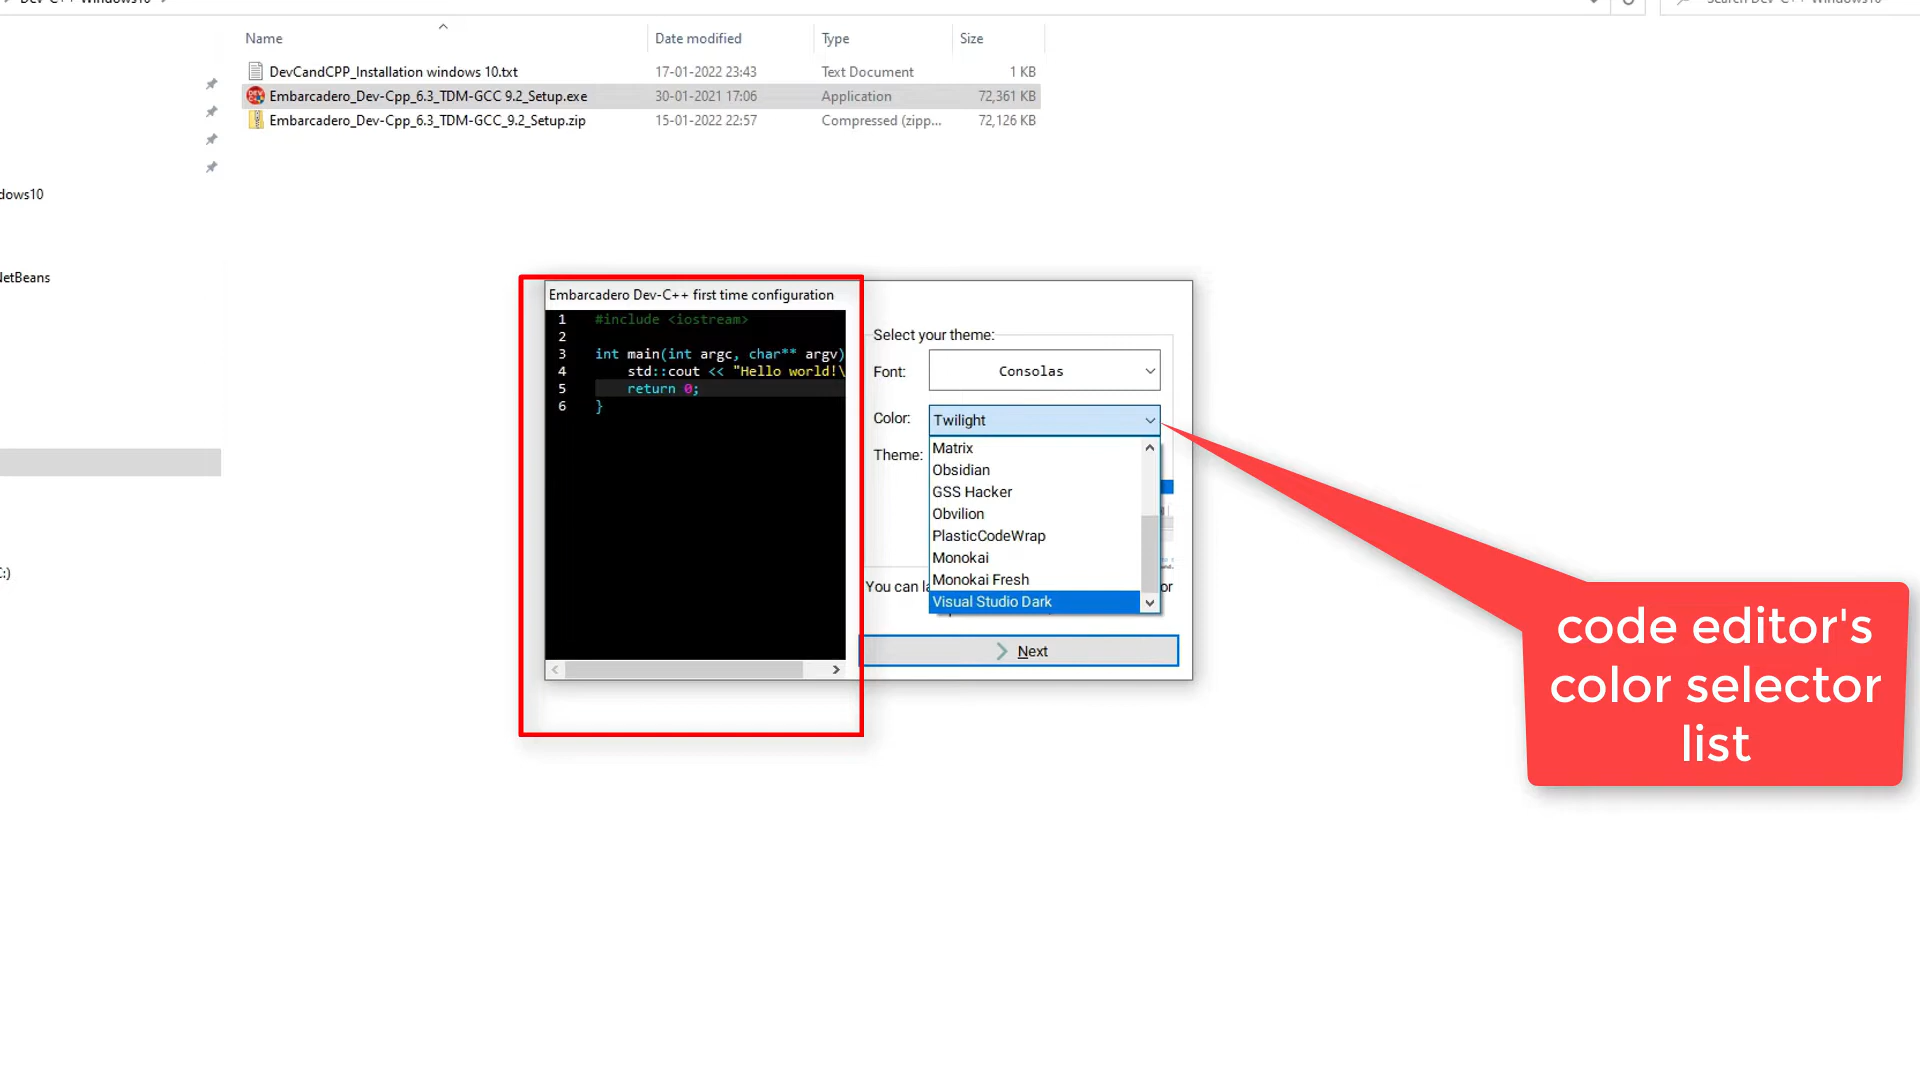 Name Date modified Type Size
DevCandCPP_Installation windows 10.txt 17-01-2022 23:43 Text Document 1 KB
Embarcadero_Dev-Cpp_6.3_TDM-GCC 9.2_Setup.exe 30-01-2021 17:06 Application 72,361 KB
Embarcadero_Dev-Cpp_6.3_TDM-GCC_9.2_Setup.zip 15-01-2022 22:57 Compressed (zipp... 72,126 KB
dows10
NetBeans
C:)
Embarcadero Dev-C++ first time configuration
1 #include <iostream>
2
3 int main(int argc, char** argv)
4 std::cout << "Hello world!\
5 return 0;
6 }
Select your theme:
Font: Consolas
Color: Twilight
Theme:
Matrix
Obsidian
GSS Hacker
Obvilion
PlasticCodeWrap
Monokai
Monokai Fresh
Visual Studio Dark
You can la
or
Next
code editor's
color selector
list